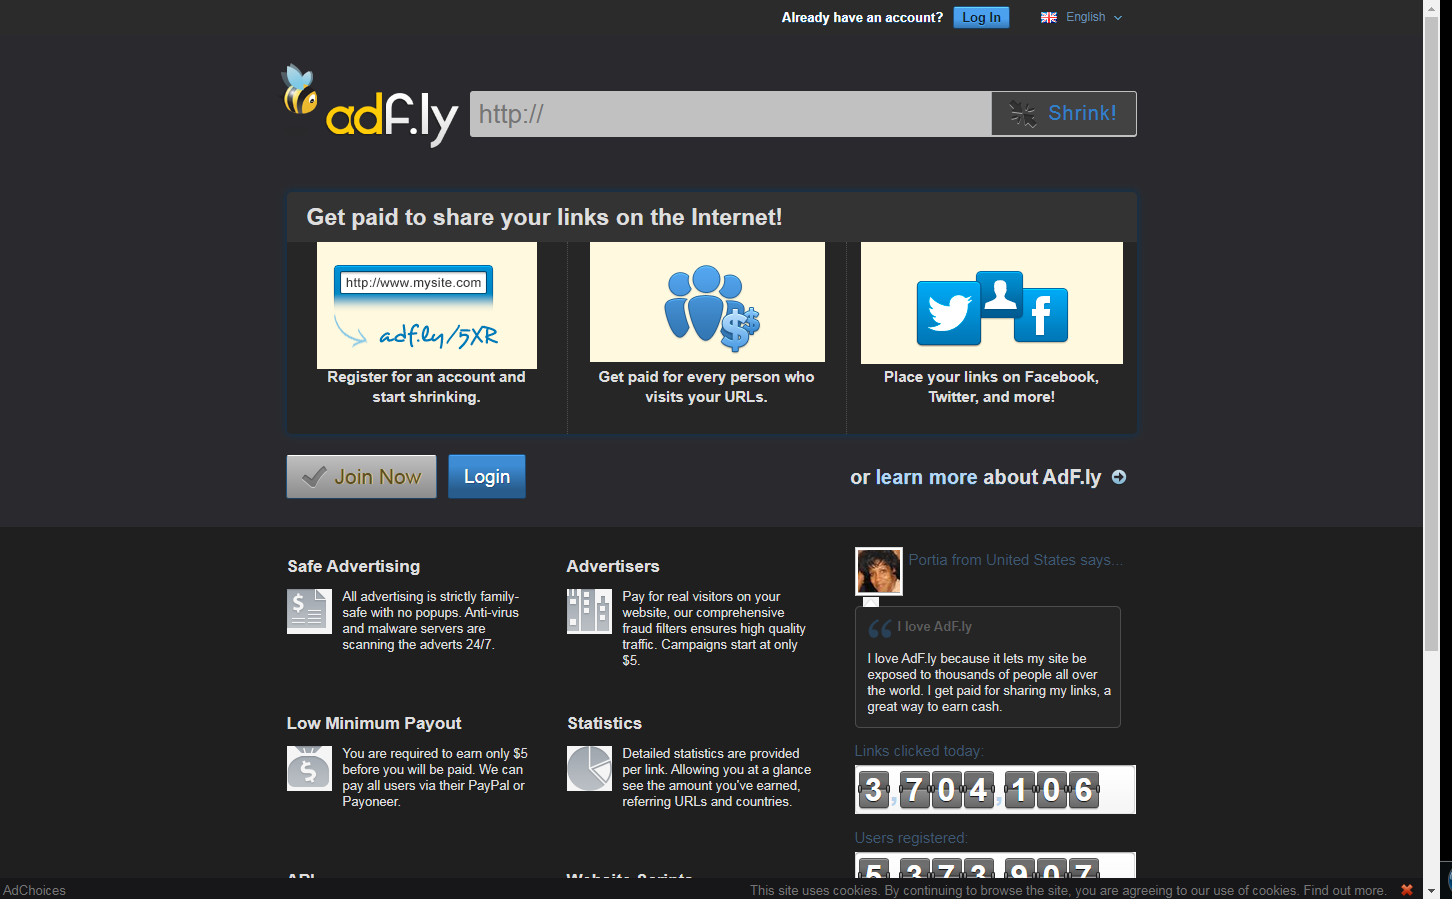 Already have an account?
Log In
English
adf.ly
http://
Shrink!
Get paid to share your links on the Internet!
http://www.mysite.com
adf.ly/5XR
Register for an account and
start shrinking.
Get paid for every person who
visits your URLs.
Place your links on Facebook,
Twitter, and more!
Join Now
Login
or learn more about AdF.ly
Safe Advertising
All advertising is strictly family-
safe with no popups. Anti-virus
and malware servers are
scanning the adverts 24/7.
Advertisers
Pay for real visitors on your
website, our comprehensive
fraud filters ensures high quality
traffic. Campaigns start at only
$5.
Portia from United States says...
I love AdF.ly
I love AdF.ly because it lets my site be
exposed to thousands of people all over
the world. I get paid for sharing my links, a
great way to earn cash.
Low Minimum Payout
You are required to earn only $5
before you will be paid. We can
pay all users via their PayPal or
Payoneer.
Statistics
Detailed statistics are provided
per link. Allowing you at a glance
see the amount you've earned,
referring URLs and countries.
Links clicked today:
3,704,106
Users registered:
5,373,907
API
Website Scripts
AdChoices
This site uses cookies. By continuing to browse the site, you are agreeing to our use of cookies. Find out more.